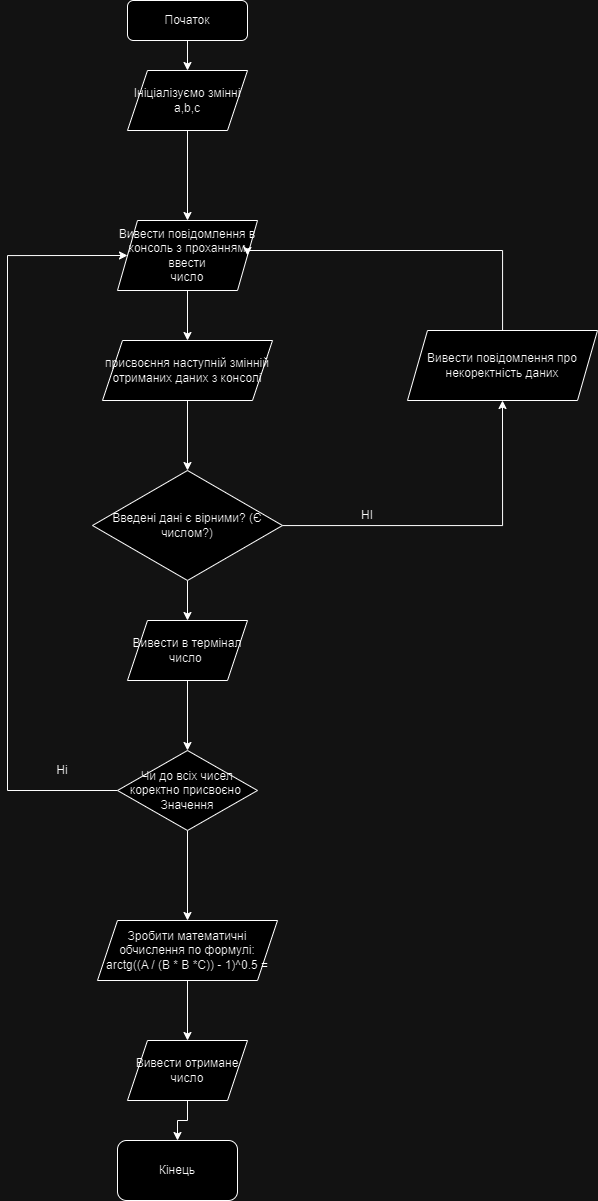 Початок
Ініціалізуємо змінні
a,b,c
Вивести повідомлення в
консоль з проханням
ввести
число
присвоєння наступній змінній
отриманих даних з консолі
Вивести повідомлення про
некоректність даних
Введені дані є вірними? (Є
числом?)
НІ
Вивести в термінал
число
Ні
Чи до всіх чисел
коректно присвоєно
Значення
Зробити математичні
обчислення по формулі:
arctg((A / (B * B *C)) - 1)^0.5 =
Вивести отримане
число
Кінець